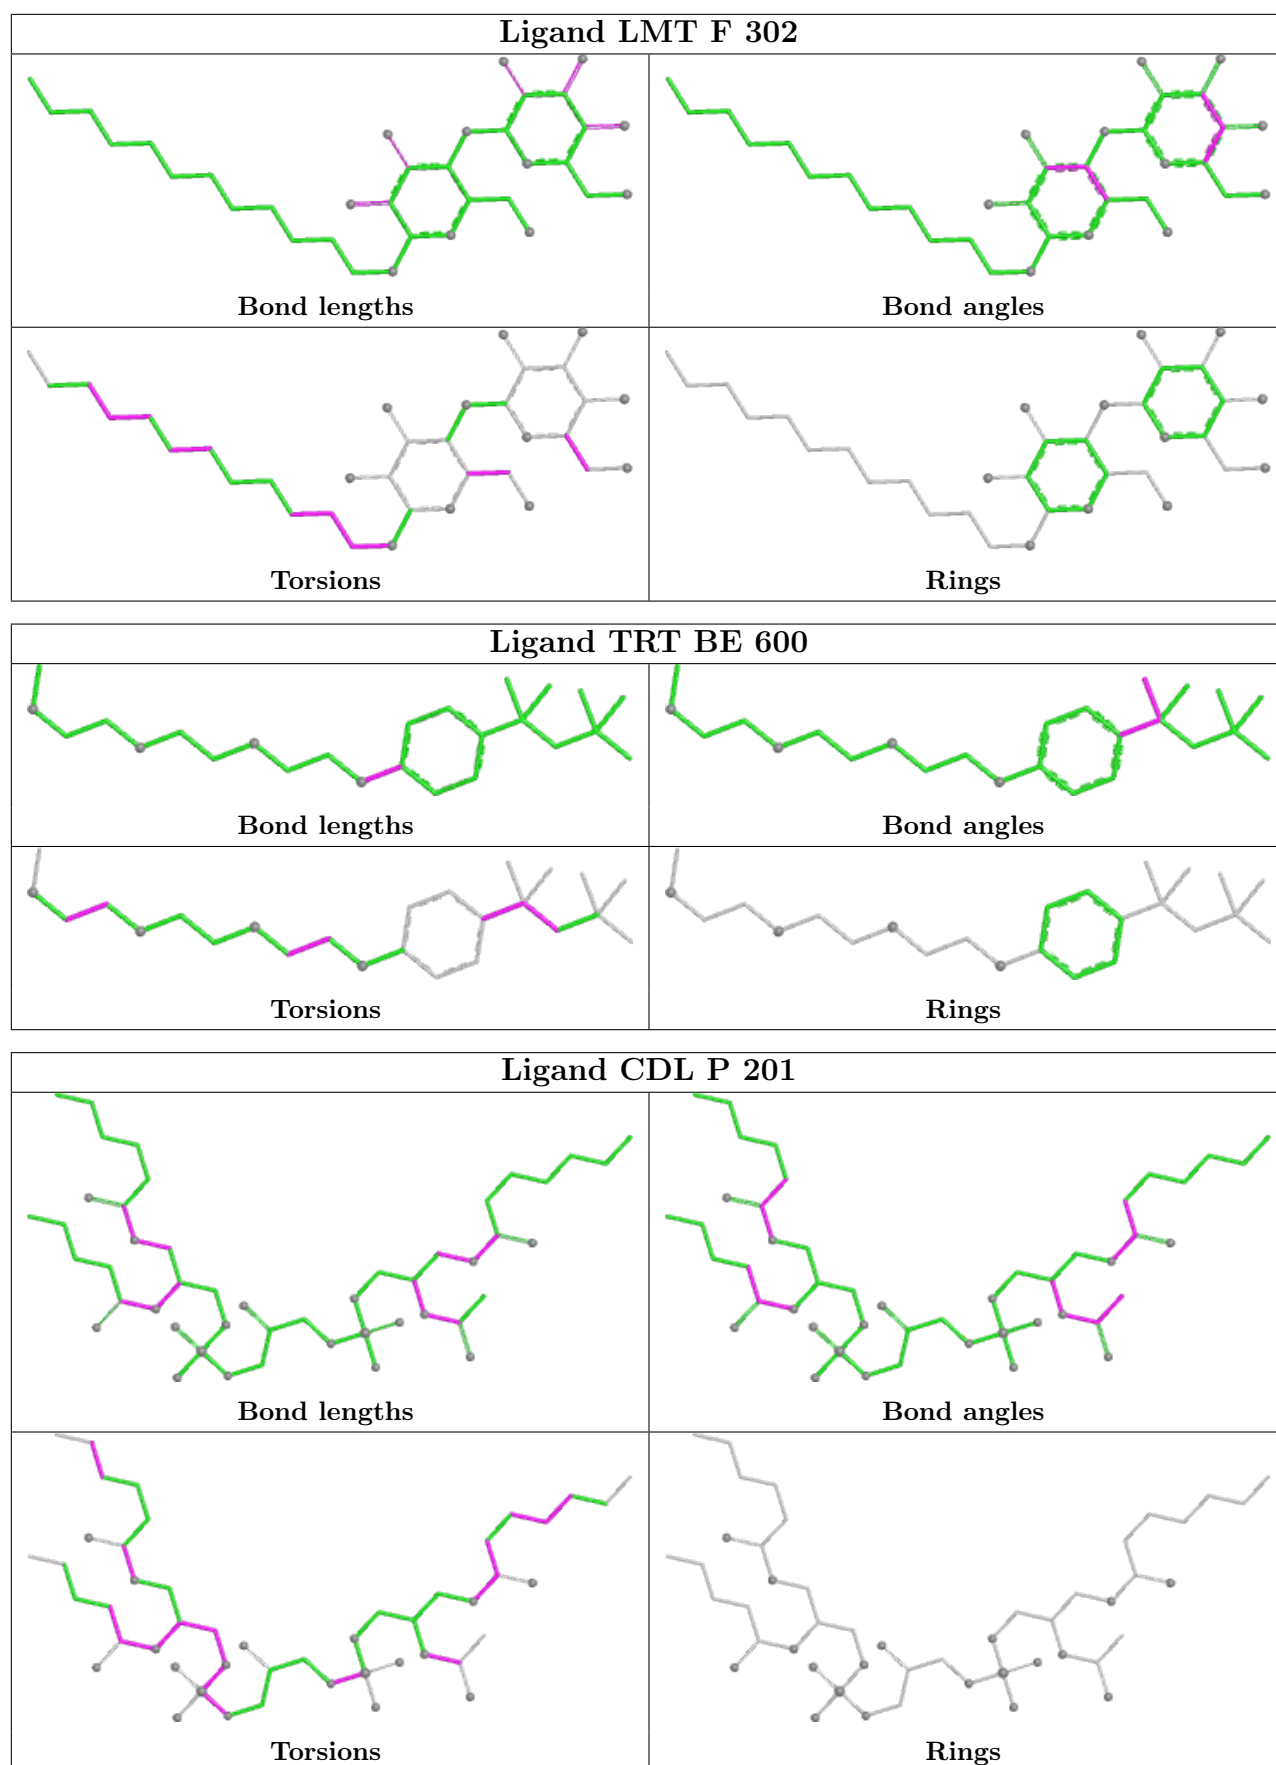 Ligand LMT F 302
Bond lengths
Bond angles
Torsions
Rings
Ligand TRT BE 600
Bond lengths
Bond angles
Torsions
Rings
Ligand CDL P 201
Bond lengths
Bond angles
Torsions
Rings